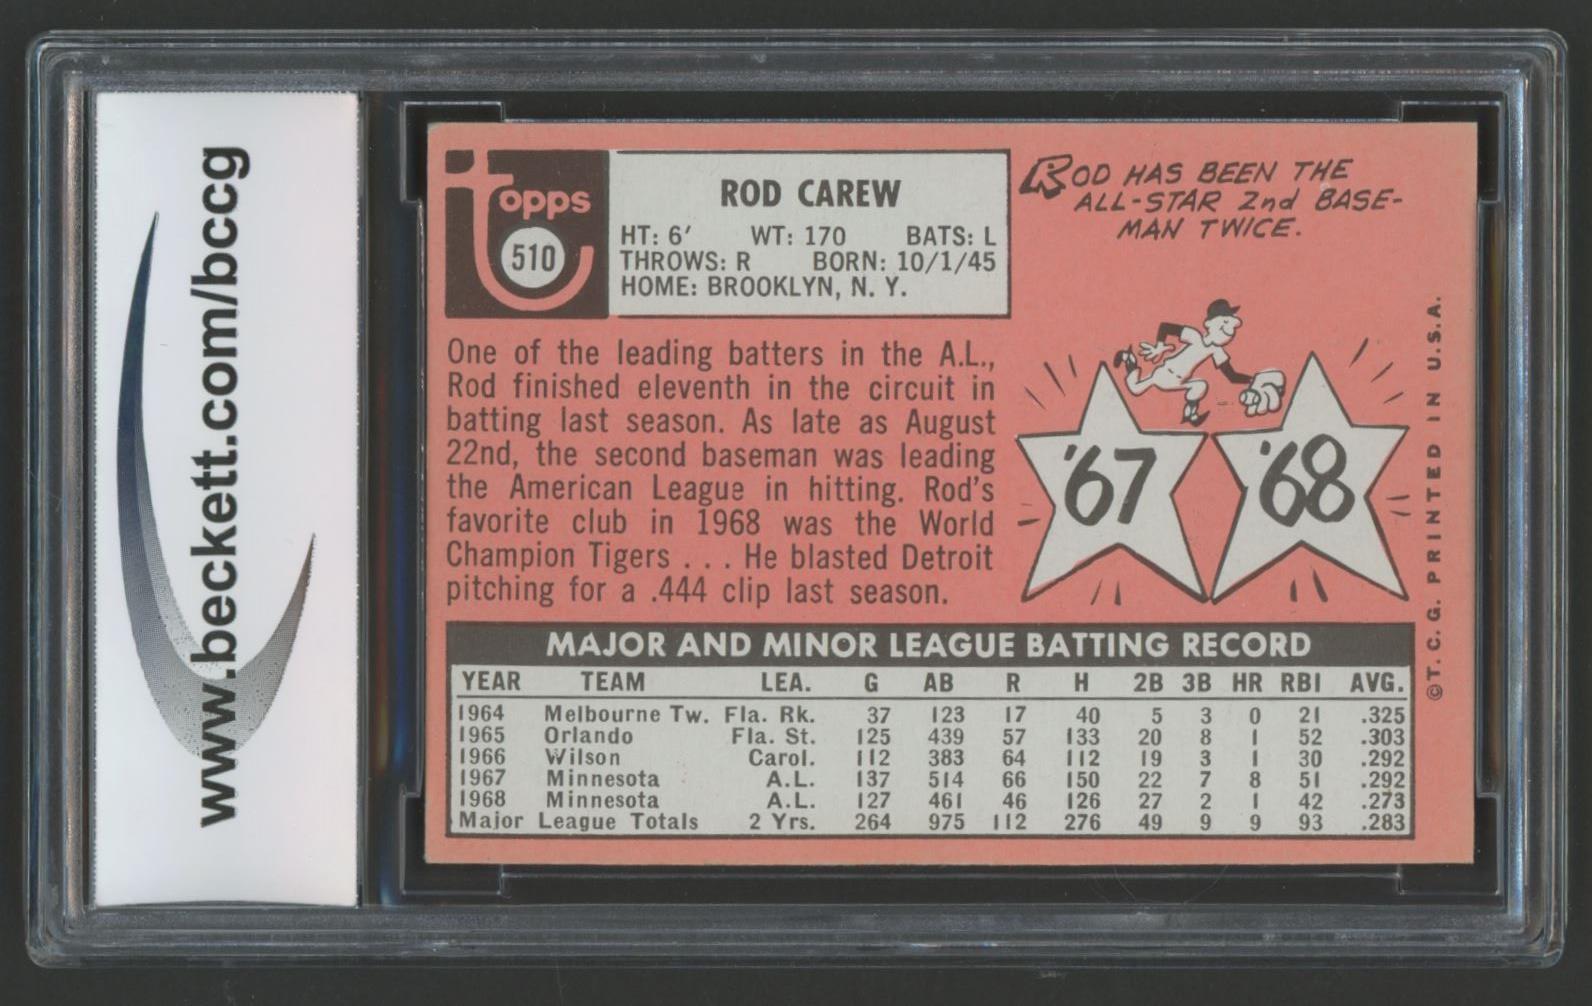 www.beckett.com/bccg
Topps
510
ROD CAREW
HT: 6' WT: 170 BATS: L
THROWS: R BORN: 10/1/45
HOME: BROOKLYN, N. Y.
ROD HAS BEEN THE
ALL-STAR 2nd BASE-
MAN TWICE.
One of the leading batters in the A.L.,
Rod finished eleventh in the circuit in
batting last season. As late as August
22nd, the second baseman was leading
the American League in hitting. Rod's
favorite club in 1968 was the World
Champion Tigers . . . He blasted Detroit
pitching for a .444 clip last season.
'67 '68
MAJOR AND MINOR LEAGUE BATTING RECORD
YEAR TEAM LEA. G AB R H 2B 3B HR RBI AVG.
1964 Melbourne Tw. Fla. Rk. 37 123 17 40 5 3 0 21 .325
1965 Orlando Fla. St. 125 439 57 133 20 8 1 52 .303
1966 Wilson Carol. 112 383 64 112 19 3 1 30 .292
1967 Minnesota A.L. 137 514 66 150 22 7 8 51 .292
1968 Minnesota A.L. 127 461 46 126 27 2 1 42 .273
Major League Totals 2 Yrs. 264 975 112 276 49 9 9 93 .283
©T. C. G. PRINTED IN U.S.A.